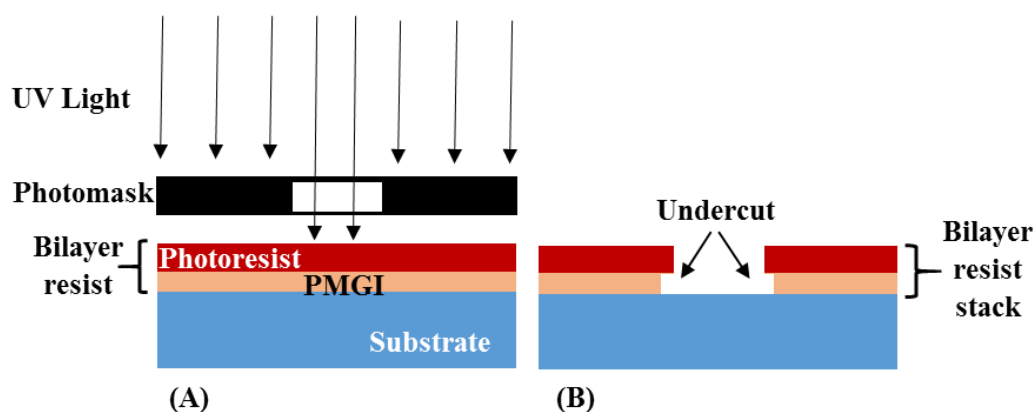 UV Light
Photomask
Bilayer
resist
Photoresist
PMGI
Substrate
(A)
Undercut
Bilayer
resist
stack
(B)